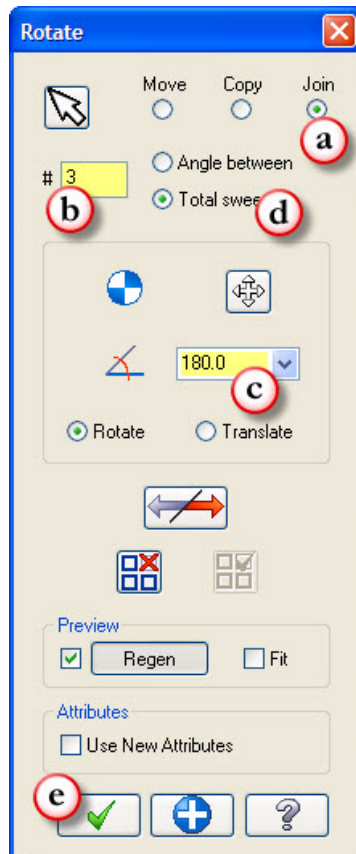 Rotate
Move Copy Join
a
Angle between
# 3
b
Total swee
d
180.0
c
Rotate Translate
Preview
Regen Fit
Attributes
Use New Attributes
e
?